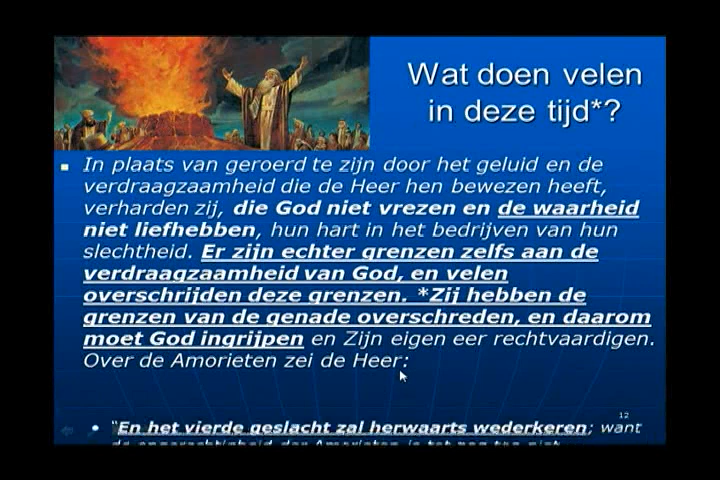 Wat doen velen
in deze tijd*?
In plaats van geroerd te zijn door het geluid en de
verdraagzaamheid die de Heer hen bewezen heeft,
verharden zij, die God niet vrezen en de waarheid
niet liefhebben, hun hart in het bedrijven van hun
slechtheid. Er zijn echter grenzen zelfs aan de
verdraagzaamheid van God, en velen
overschrijden deze grenzen. *Zij hebben de
grenzen van de genade overschreden, en daarom
moet God ingrijpen en Zijn eigen eer rechtvaardigen.
Over de Amorieten zei de Heer:
12
• "En het vierde geslacht zal herwaarts wederkeren; want